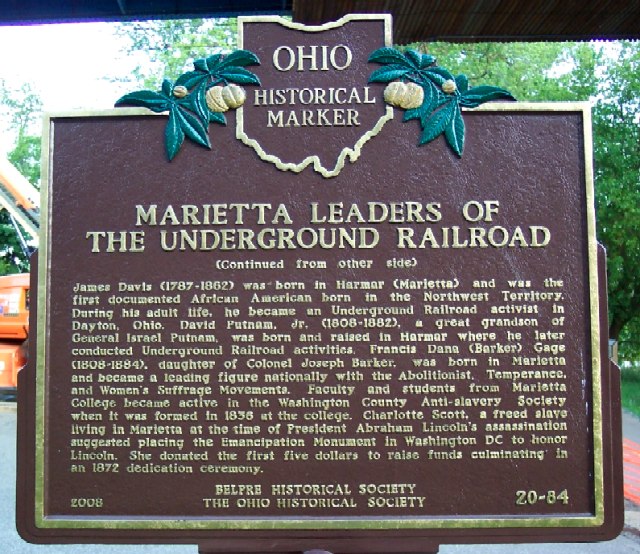 OHIO
HISTORICAL
MARKER
MARIETTA LEADERS OF
THE UNDERGROUND RAILROAD
(Continued from other side)
James Davis (1787-1862) was born in Harmar (Marietta) and was the
first documented African American born in the Northwest Territory.
During his adult life, he became an Underground Railroad activist in
Dayton, Ohio. David Putnam, Jr. (1808-1892), a great grandson of
General Israel Putnam, was born and raised in Harmar where he later
conducted Underground Railroad activities. Francis Dana (Barker) Gage
(1808-1884), daughter of Colonel Joseph Barker, was born in Marietta
and became a leading figure nationally with the Abolitionist, Temperance,
and Women's Suffrage Movements. Faculty and students from Marietta
College became active in the Washington County Anti-slavery Society
when it was formed in 1836 at the college. Charlotte Scott, a freed slave
living in Marietta at the time of President Abraham Lincoln's assassination
suggested placing the Emancipation Monument in Washington DC to honor
Lincoln. She donated the first five dollars to raise funds culminating in
an 1872 dedication ceremony.
BELPRE HISTORICAL SOCIETY
2008 THE OHIO HISTORICAL SOCIETY 20-84